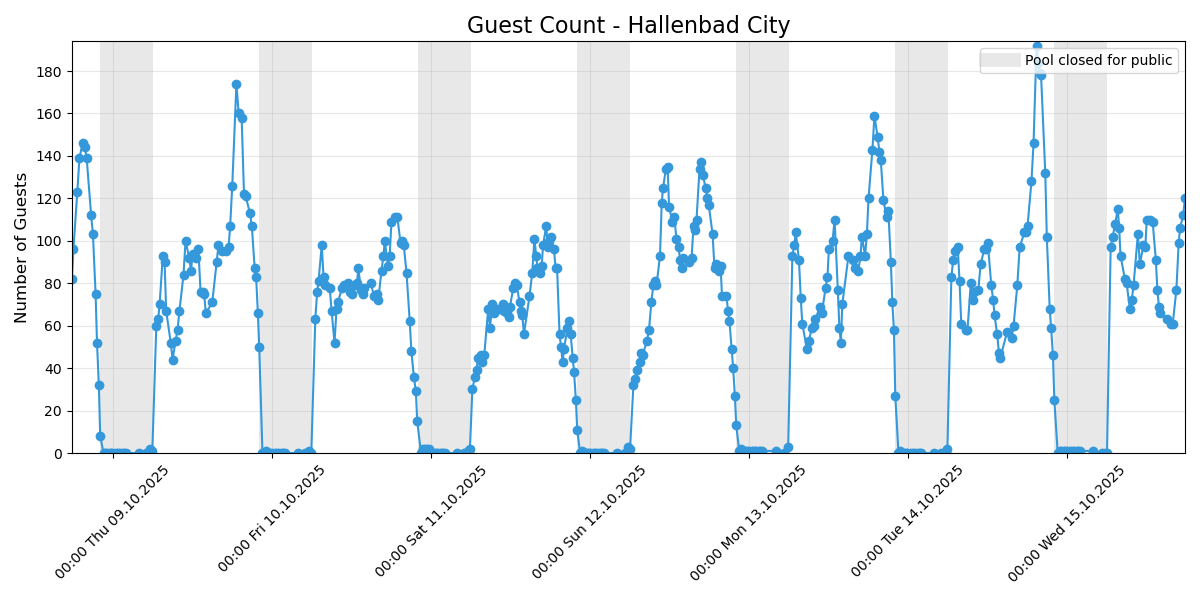 Guest Count - Hallenbad City
Pool closed for public
Number of Guests
180
160
140
120
100
80
60
40
20
0
00:00 Thu 09.10.2025
00:00 Fri 10.10.2025
00:00 Sat 11.10.2025
00:00 Sun 12.10.2025
00:00 Mon 13.10.2025
00:00 Tue 14.10.2025
00:00 Wed 15.10.2025